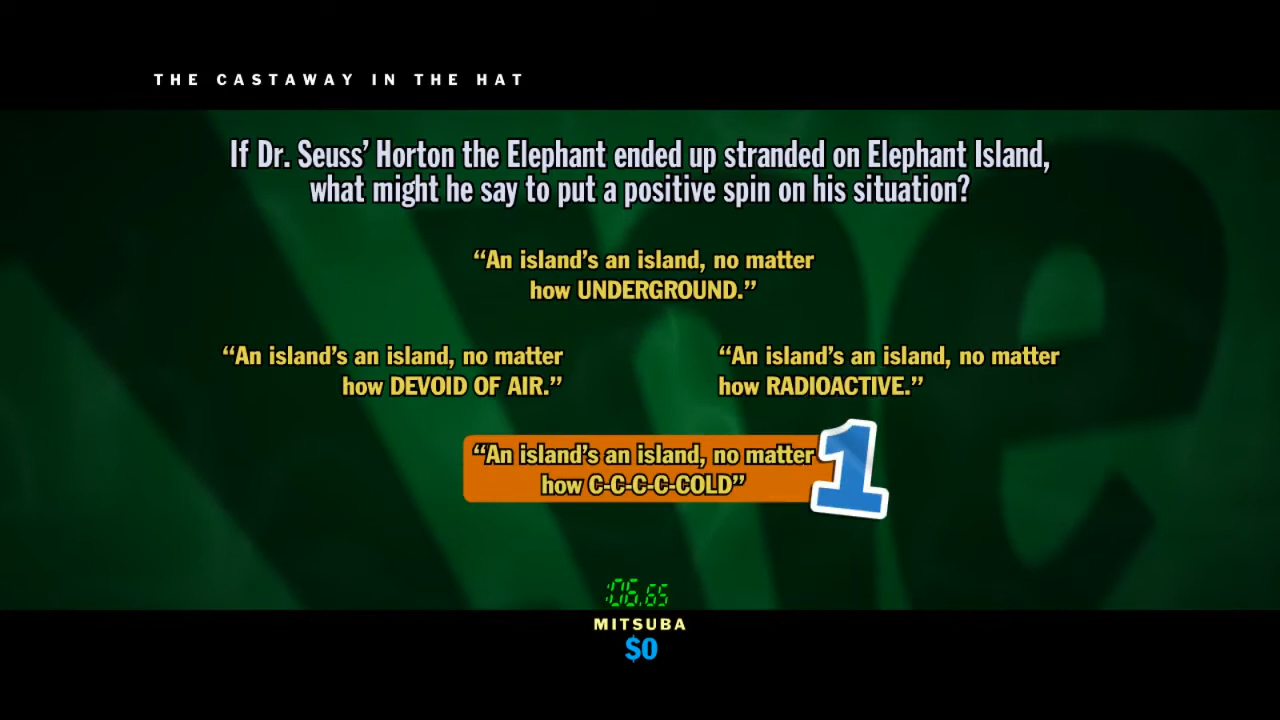 THE CASTAWAY IN THE HAT
If Dr. Seuss’ Horton the Elephant ended up stranded on Elephant Island,
what might he say to put a positive spin on his situation?
“An island’s an island, no matter
how UNDERGROUND.”
“An island’s an island, no matter
how DEVOID OF AIR.”
“An island’s an island, no matter
how RADIOACTIVE.”
“An island’s an island, no matter
how C-C-C-C-COLD”
1
:06.65
MITSUBA
$0